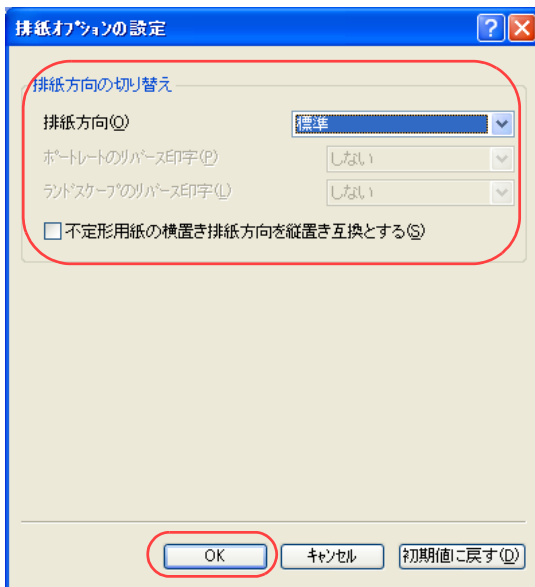 排紙オプションの設定
排紙方向の切り替え
排紙方向(O) 標準
ポートレートのリバース印字(P) しない
ランドスケープのリバース印字(L) しない
不定形用紙の横置き排紙方向を縦置き互換とする(S)
OK キャンセル 初期値に戻す(D)